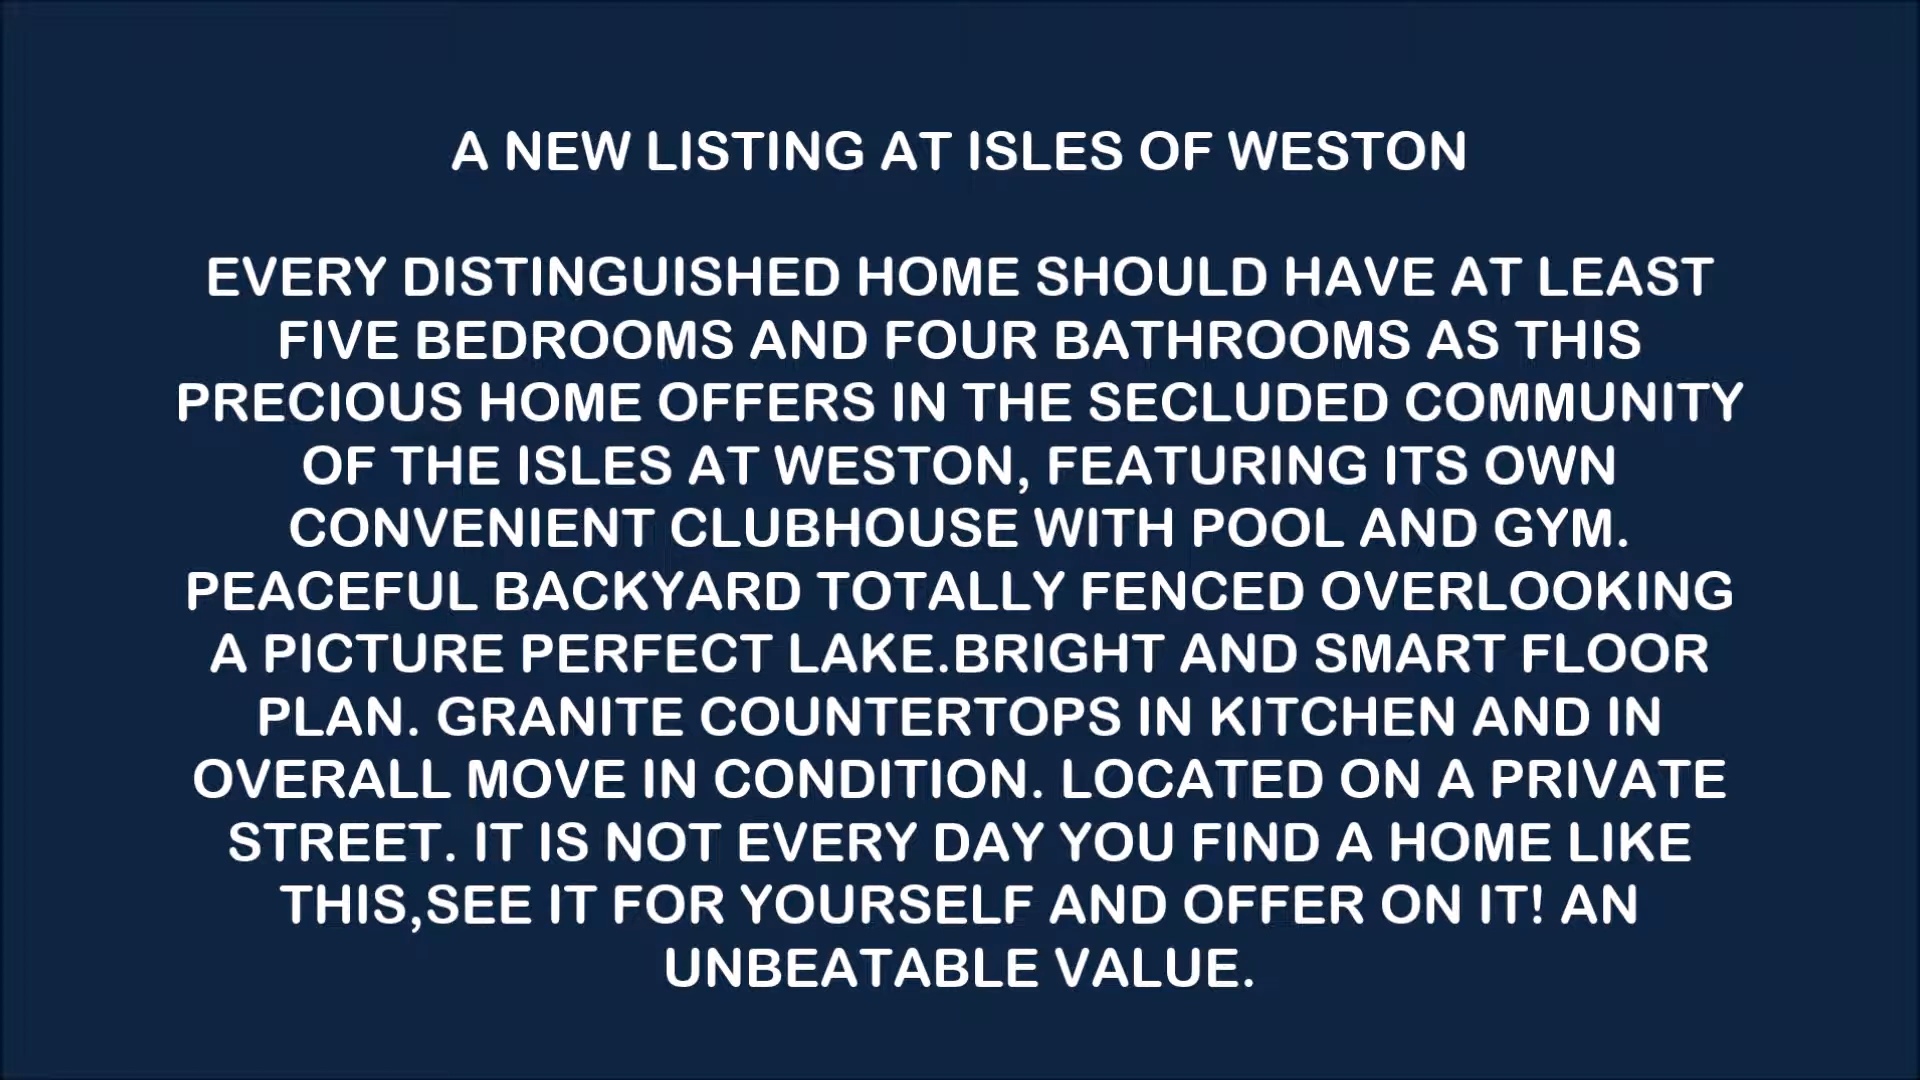 A NEW LISTING AT ISLES OF WESTON
EVERY DISTINGUISHED HOME SHOULD HAVE AT LEAST
FIVE BEDROOMS AND FOUR BATHROOMS AS THIS
PRECIOUS HOME OFFERS IN THE SECLUDED COMMUNITY
OF THE ISLES AT WESTON, FEATURING ITS OWN
CONVENIENT CLUBHOUSE WITH POOL AND GYM.
PEACEFUL BACKYARD TOTALLY FENCED OVERLOOKING
A PICTURE PERFECT LAKE.BRIGHT AND SMART FLOOR
PLAN. GRANITE COUNTERTOPS IN KITCHEN AND IN
OVERALL MOVE IN CONDITION. LOCATED ON A PRIVATE
STREET. IT IS NOT EVERY DAY YOU FIND A HOME LIKE
THIS,SEE IT FOR YOURSELF AND OFFER ON IT! AN
UNBEATABLE VALUE.